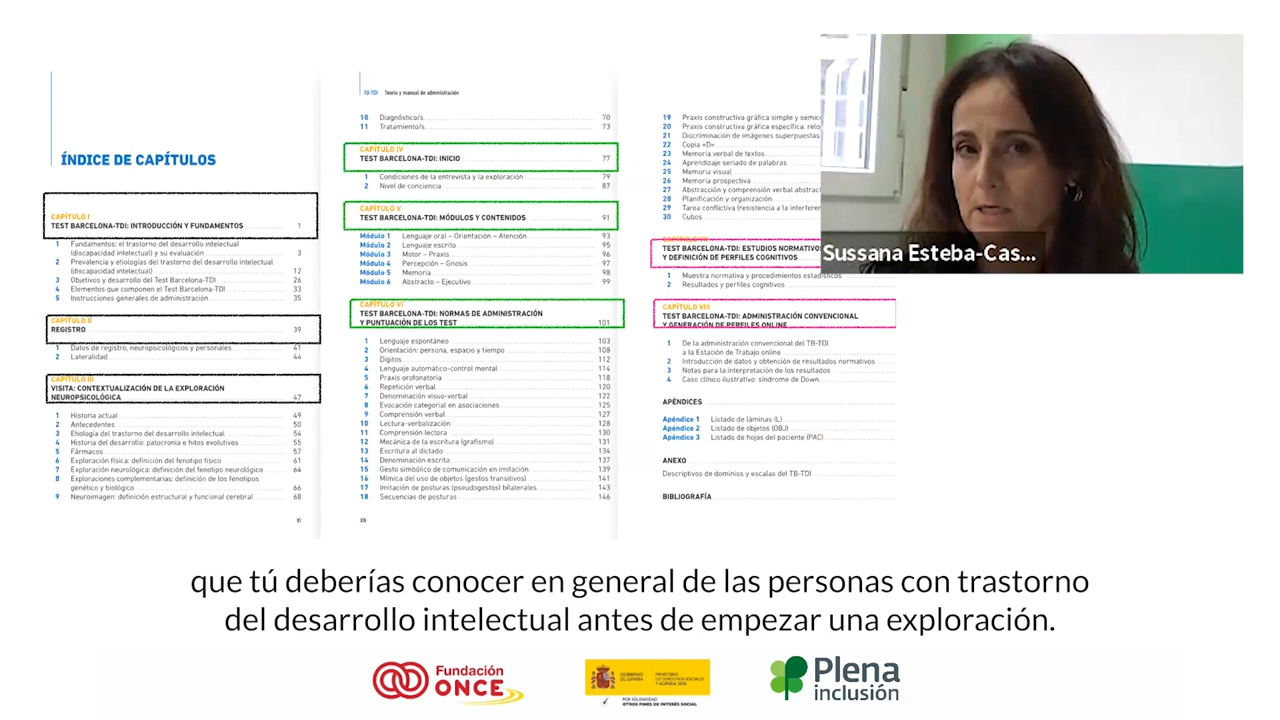 ÍNDICE DE CAPÍTULOS
CAPÍTULO I
TEST BARCELONA-TDI: INTRODUCCIÓN Y FUNDAMENTOS 1
1 Fundamentos: el trastorno del desarrollo intelectual
(discapacidad intelectual) y su evaluación 3
2 Prevalencia y etiologías del trastorno del desarrollo intelectual
(discapacidad intelectual) 12
3 Objetivos y desarrollo del Test Barcelona-TDI 26
4 Elementos que componen el Test Barcelona-TDI 33
5 Instrucciones generales de administración 35
CAPÍTULO II
REGISTRO 39
1 Datos de registro, neuropsicológicos y personales 41
2 Lateralidad 44
CAPÍTULO III
VISITA: CONTEXTUALIZACIÓN DE LA EXPLORACIÓN
NEUROPSICOLÓGICA 47
1 Historia actual 49
2 Antecedentes 50
3 Etiología del trastorno del desarrollo intelectual 54
4 Historia del desarrollo: patocronia e hitos evolutivos 55
5 Fármacos 57
6 Exploración física: definición del fenotipo físico 61
7 Exploración neurológica: definición del fenotipo neurológico 64
8 Exploraciones complementarias: definición de los fenotipos
genético y biológico 66
9 Neuroimagen: definición estructural y funcional cerebral 68
XI
Teoría y manual de administración
10 Diagnóstico/s 70
11 Tratamiento/s 73
CAPÍTULO IV
TEST BARCELONA-TDI: INICIO 77
1 Condiciones de la entrevista y la exploración 79
2 Nivel de conciencia 87
CAPÍTULO V
TEST BARCELONA-TDI: MÓDULOS Y CONTENIDOS 91
Módulo 1 Lenguaje oral – Orientación – Atención 93
Módulo 2 Lenguaje escrito 95
Módulo 3 Motor – Praxis 96
Módulo 4 Percepción – Gnosis 97
Módulo 5 Memoria 98
Módulo 6 Abstracto – Ejecutivo 99
CAPÍTULO VI
TEST BARCELONA-TDI: NORMAS DE ADMINISTRACIÓN
Y PUNTUACIÓN DE LOS TEST 101
1 Lenguaje espontáneo 103
2 Orientación: persona, espacio y tiempo 108
3 Dígitos 112
4 Lenguaje automático-control mental 114
5 Praxis orofonatoria 118
6 Repetición verbal 120
7 Denominación visuo-verbal 122
8 Evocación categorial en asociaciones 125
9 Comprensión verbal 127
10 Lectura-verbalización 128
11 Comprensión lectora 130
12 Mecánica de la escritura (grafismo) 131
13 Escritura al dictado 134
14 Denominación escrita 137
15 Gesto simbólico de comunicación en imitación 139
16 Mímica del uso de objetos (gestos transitivos) 141
17 Imitación de posturas (pseudogestos) bilaterales 143
18 Secuencias de posturas 146
XII
19 Praxis constructiva gráfica simple y
20 Praxis constructiva gráfica específica:
21 Discriminación de imágenes superpuestas
22 Copia «D»
23 Memoria verbal de textos
24 Aprendizaje seriado de palabras
25 Memoria visual
26 Memoria prospectiva
27 Abstracción y comprensión verbal
28 Planificación y organización
29 Tarea conflictiva (resistencia a la
30 Cubos
TEST BARCELONA-TDI: ESTUDIOS NORMATIVOS
Y DEFINICIÓN DE PERFILES COGNITIVOS
1 Muestra normativa y procedimientos estadísticos
2 Resultados y perfiles cognitivos
CAPÍTULO VIII
TEST BARCELONA-TDI: ADMINISTRACIÓN CONVENCIONAL
Y GENERACIÓN DE PERFILES ONLINE
1 De la administración convencional del TB-TDI
a la Estación de Trabajo online
2 Introducción de datos y obtención de resultados normativos
3 Notas para la interpretación de los resultados
4 Caso clínico ilustrativo: síndrome de Down
APÉNDICES
Apéndice 1 Listado de láminas (L)
Apéndice 2 Listado de objetos (OBJ)
Apéndice 3 Listado de hojas del paciente (PAC)
ANEXO
Descriptivos de dominios y escalas del TB-TDI
BIBLIOGRAFÍA
Sussana Esteba-Cas...
que tú deberías conocer en general de las personas con trastorno
del desarrollo intelectual antes de empezar una exploración.
Fundación
ONCE
GOBIERNO
DE ESPAÑA
MINISTERIO
DE DERECHOS SOCIALES
Y AGENDA 2030
POR SOLIDARIDAD
OTROS FINES DE INTERÉS SOCIAL
Plena
inclusión